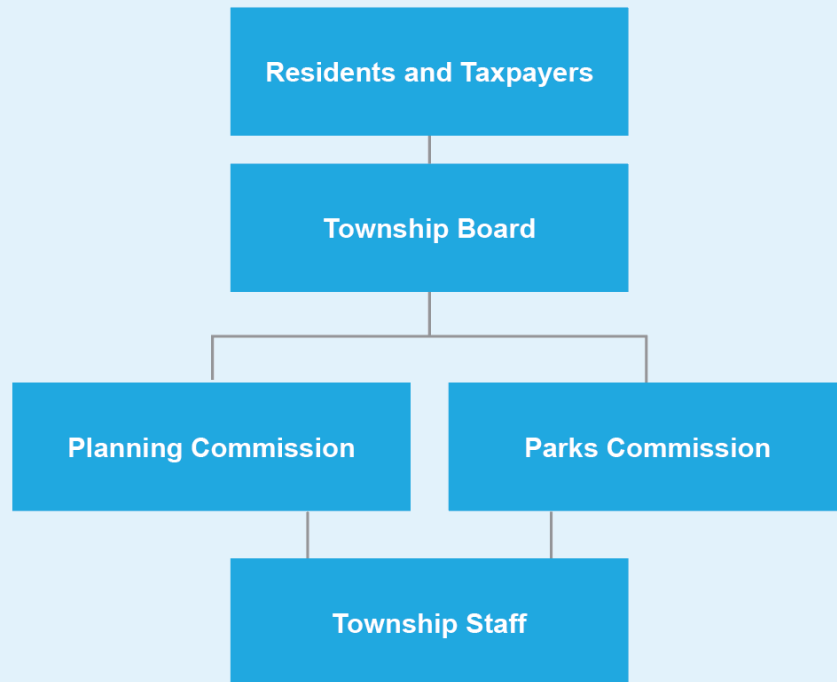 Residents and Taxpayers
Township Board
Planning Commission
Parks Commission
Township Staff